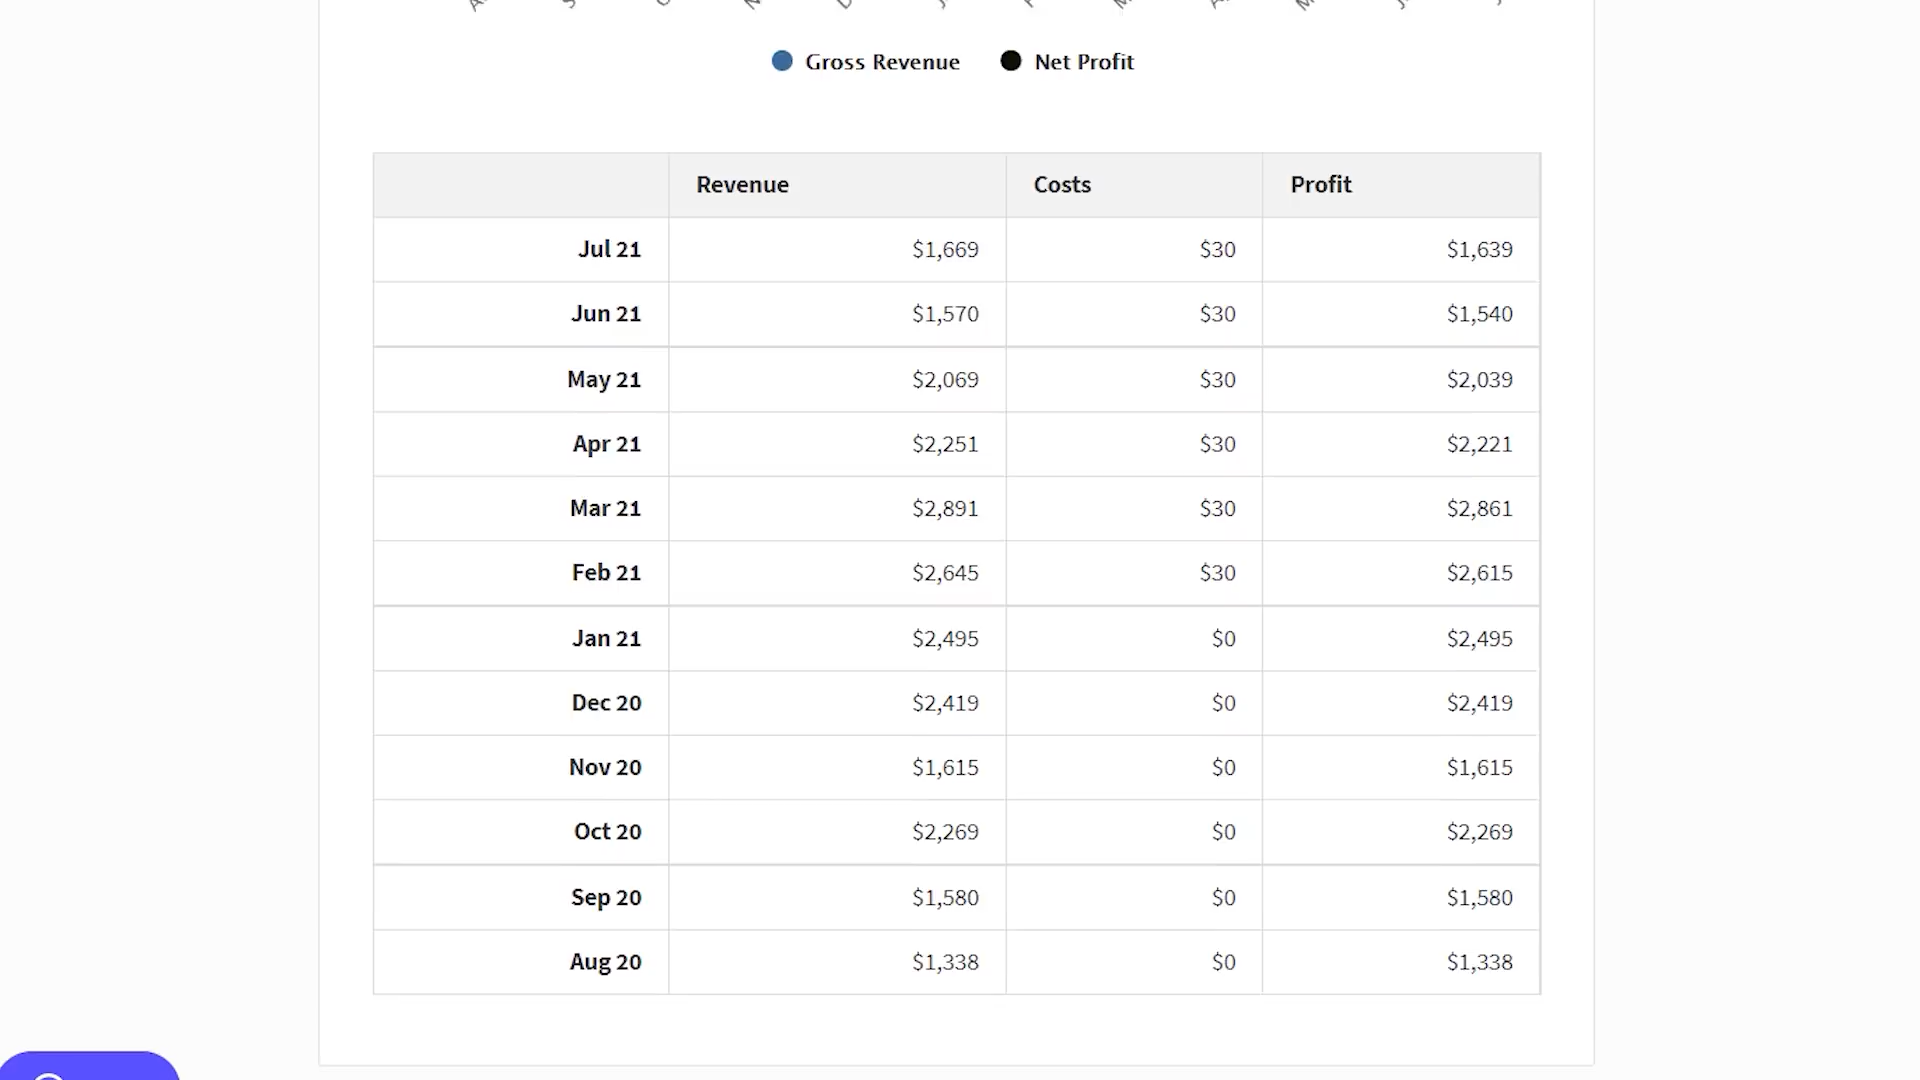 Gross Revenue Net Profit
Revenue Costs Profit
Jul 21 $1,669 $30 $1,639
Jun 21 $1,570 $30 $1,540
May 21 $2,069 $30 $2,039
Apr 21 $2,251 $30 $2,221
Mar 21 $2,891 $30 $2,861
Feb 21 $2,645 $30 $2,615
Jan 21 $2,495 $0 $2,495
Dec 20 $2,419 $0 $2,419
Nov 20 $1,615 $0 $1,615
Oct 20 $2,269 $0 $2,269
Sep 20 $1,580 $0 $1,580
Aug 20 $1,338 $0 $1,338